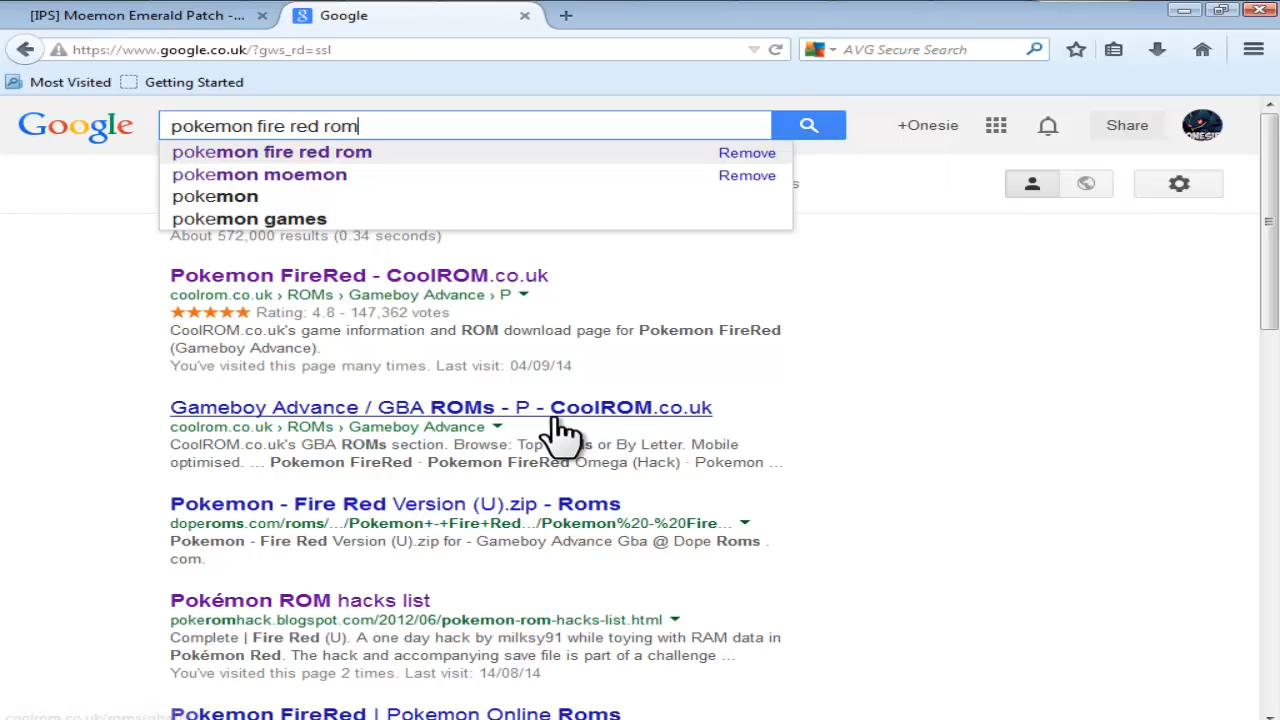 [IPS] Moemon Emerald Patch -...
Google
https://www.google.co.uk/?gws_rd=ssl
AVG Secure Search
Most Visited
Getting Started
Google
pokemon fire red rom
+Onesie
Share
pokemon fire red rom Remove
pokemon moemon Remove
pokemon
pokemon games
About 572,000 results (0.34 seconds)
Pokemon FireRed - CoolROM.co.uk
coolrom.co.uk › ROMs › Gameboy Advance › P
Rating: 4.8 - 147,362 votes
CoolROM.co.uk's game information and ROM download page for Pokemon FireRed
(Gameboy Advance).
You've visited this page many times. Last visit: 04/09/14
Gameboy Advance / GBA ROMs - P - CoolROM.co.uk
coolrom.co.uk › ROMs › Gameboy Advance
CoolROM.co.uk's GBA ROMs section. Browse: Top or By Letter. Mobile
optimised. ... Pokemon FireRed · Pokemon FireRed Omega (Hack) · Pokemon ...
Pokemon - Fire Red Version (U).zip - Roms
doperoms.com/roms/.../Pokemon+-+Fire+Red.../Pokemon%20-%20Fire...
Pokemon - Fire Red Version (U).zip for - Gameboy Advance Gba @ Dope Roms .
com.
Pokémon ROM hacks list
pokeromhack.blogspot.com/2012/06/pokemon-rom-hacks-list.html
Complete | Fire Red (U). A one day hack by milksy91 while toying with RAM data in
Pokémon Red. The hack and accompanying save file is part of a challenge ...
You've visited this page 2 times. Last visit: 14/08/14
Pokemon FireRed | Pokemon Online Roms